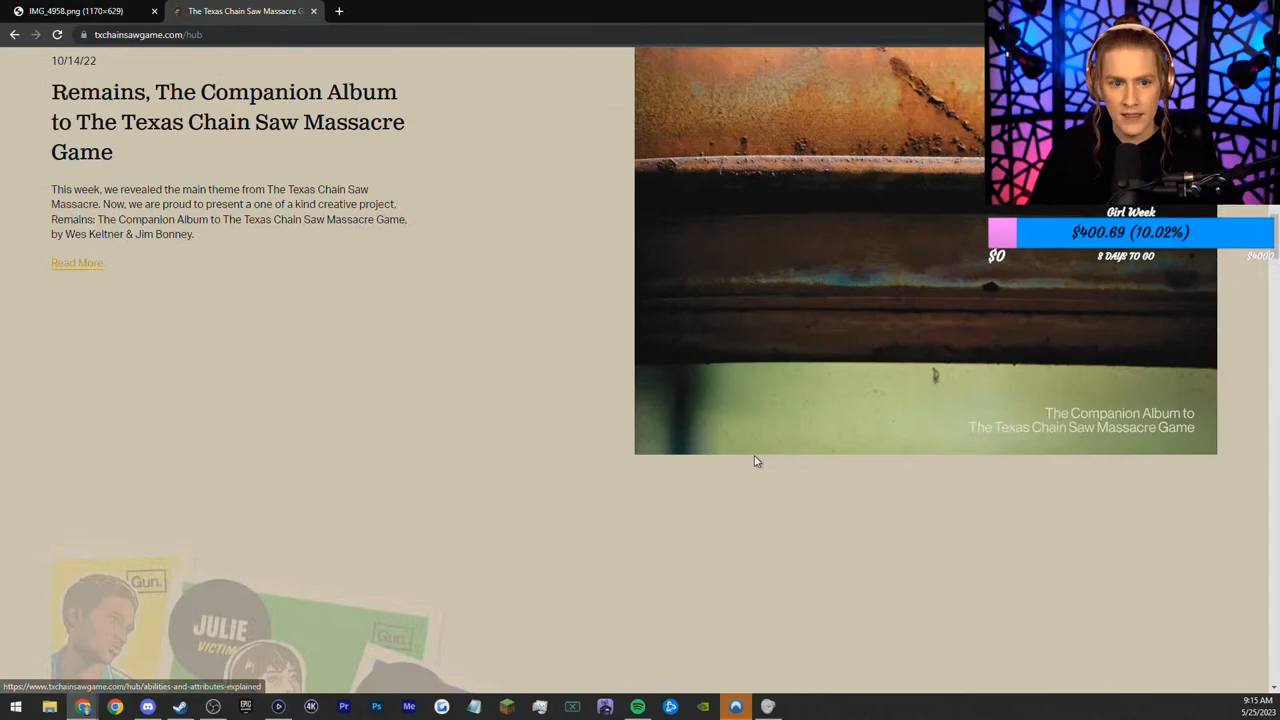 IMG_4958.png (1170×629)
The Texas Chain Saw Massacre G
txchainsawgame.com/hub
10/14/22
Remains, The Companion Album
to The Texas Chain Saw Massacre
Game
This week, we revealed the main theme from The Texas Chain Saw
Massacre. Now, we are proud to present a one of a kind creative project,
Remains: The Companion Album to The Texas Chain Saw Massacre Game,
by Wes Keltner & Jim Bonney.
Read More
The Companion Album to
The Texas Chain Saw Massacre Game
Girl Week
$400.69 (10.02%)
$0
8 DAYS TO GO
$4000
Gun.
JULIE
VICTIM
Gun.
https://www.txchainsawgame.com/hub/abilities-and-attributes-explained
EPIC
4K
Pr
Ps
Me
9:15 AM
5/25/2023